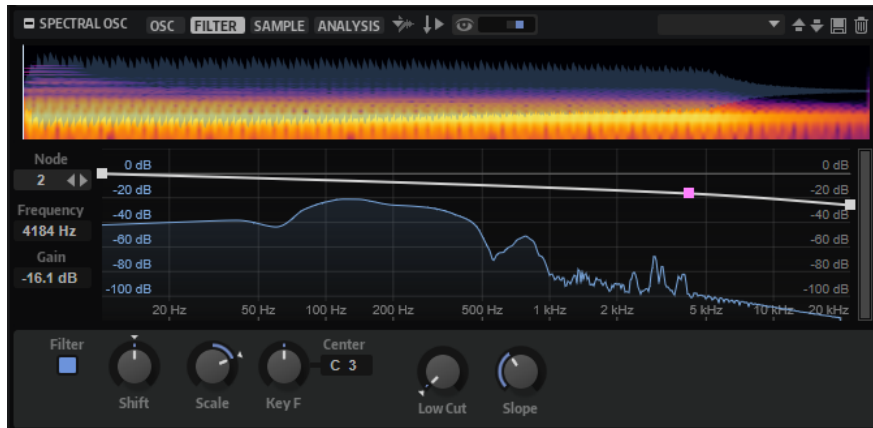 SPECTRAL OSC OSC FILTER SAMPLE ANALYSIS
Node
2
Frequency
4184 Hz
Gain
-16.1 dB
0 dB 0 dB
-20 dB -20 dB
-40 dB -40 dB
-60 dB -60 dB
-80 dB -80 dB
-100 dB -100 dB
20 Hz 50 Hz 100 Hz 200 Hz 500 Hz 1 kHz 2 kHz 5 kHz 10 kHz 20 kHz
Filter Center
C 3
Shift Scale Key F Low Cut Slope